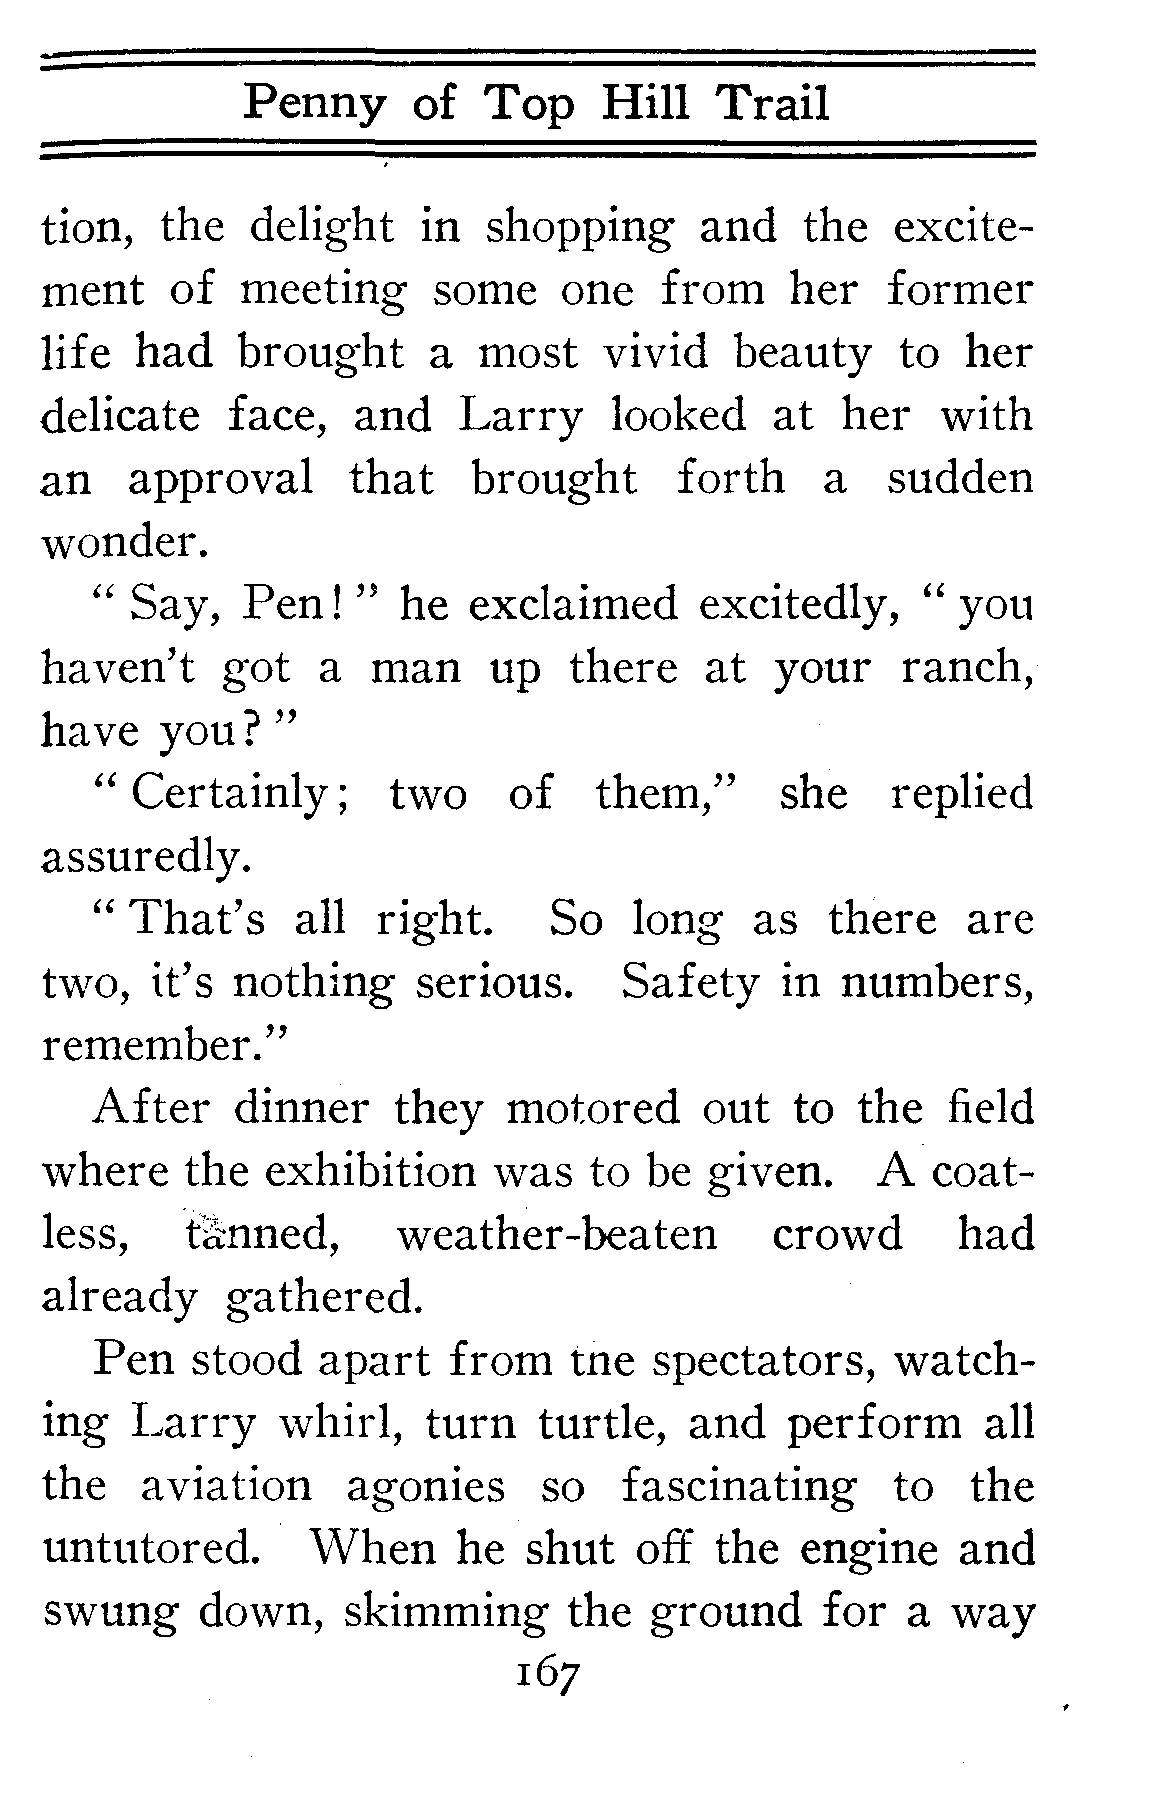 Penny of Top Hill Trail
tion, the delight in shopping and the excite-
ment of meeting some one from her former
life had brought a most vivid beauty to her
delicate face, and Larry looked at her with
an approval that brought forth a sudden
wonder.
" Say, Pen! " he exclaimed excitedly, " you
haven't got a man up there at your ranch,
have you? "
" Certainly; two of them," she replied
assuredly.
" That's all right. So long as there are
two, it's nothing serious. Safety in numbers,
remember."
After dinner they motored out to the field
where the exhibition was to be given. A coat-
less, tanned, weather-beaten crowd had
already gathered.
Pen stood apart from the spectators, watch-
ing Larry whirl, turn turtle, and perform all
the aviation agonies so fascinating to the
untutored. When he shut off the engine and
swung down, skimming the ground for a way
167